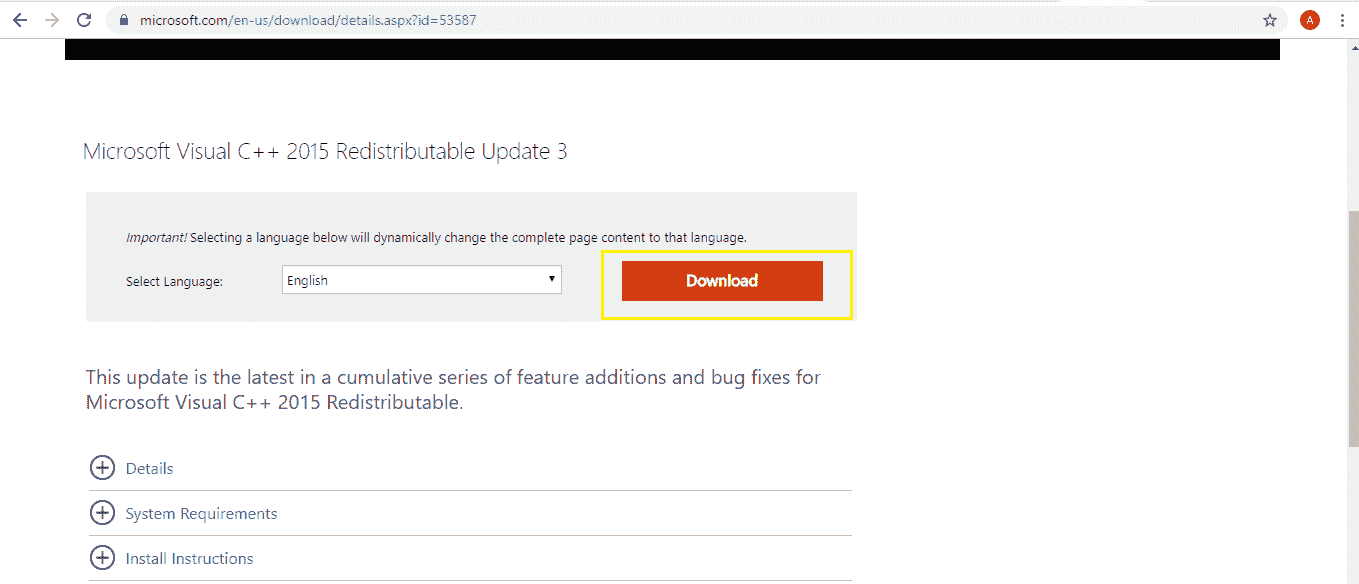 microsoft.com/en-us/download/details.aspx?id=53587
A
Microsoft Visual C++ 2015 Redistributable Update 3
Important! Selecting a language below will dynamically change the complete page content to that language.
Select Language:
English
Download
This update is the latest in a cumulative series of feature additions and bug fixes for
Microsoft Visual C++ 2015 Redistributable.
Details
System Requirements
Install Instructions